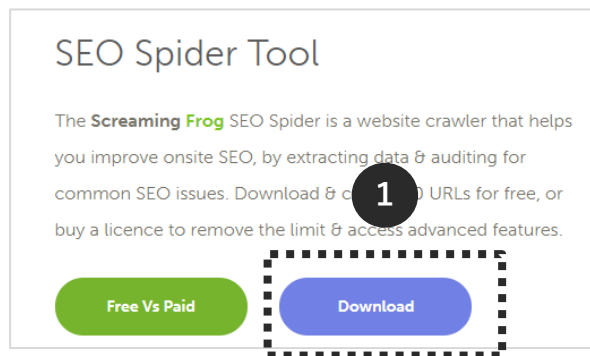 SEO Spider Tool
The Screaming Frog SEO Spider is a website crawler that helps
you improve onsite SEO, by extracting data & auditing for
common SEO issues. Download & URLs for free, or
1
buy a licence to remove the limit & access advanced features.
Free Vs Paid
Download